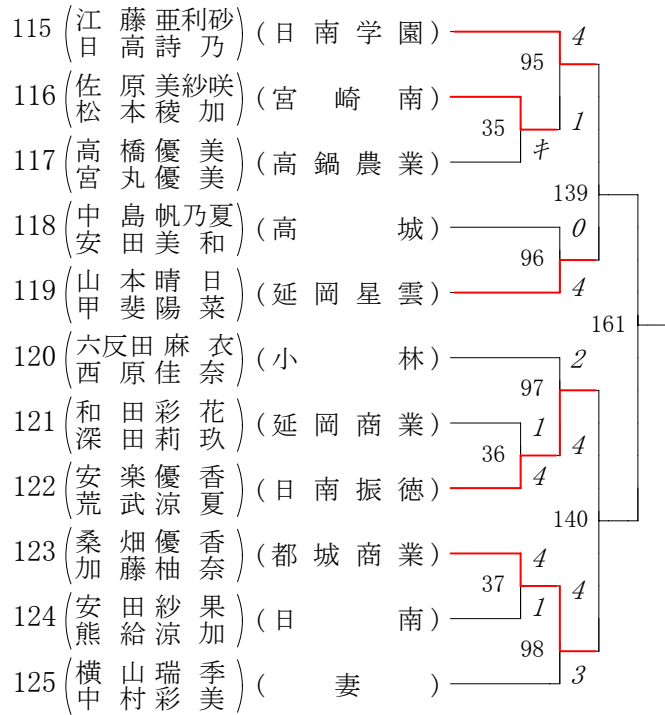 115 (江藤亜利砂 日高詩乃) (日南学園) 4
95
116 (佐原美紗咲 松本稜加) (宮崎南) 1
35 キ
117 (高橋優美 宮丸優美) (高鍋農業)
139
118 (中島帆乃夏 安田美和) (高城) 0
96
119 (山本晴日 甲斐陽菜) (延岡星雲) 4
161
120 (六反田麻衣 西原佳奈) (小林) 2
97
121 (和田彩花 深田莉玖) (延岡商業) 1 4
36
122 (安楽優香 荒武涼夏) (日南振徳) 4
140
123 (桑畑優香 加藤柚奈) (都城商業) 4 4
37
124 (安田紗果 熊給涼加) (日南) 1
98
125 (横山瑞季 中村彩美) (妻) 3